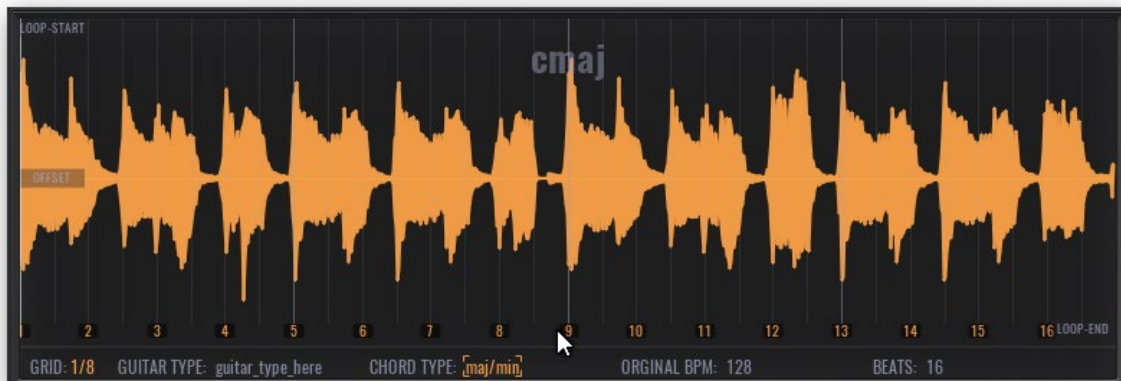 LOOP-START
cmaj
OFFSET
1 2 3 4 5 6 7 8 9 10 11 12 13 14 15 16 LOOP-END
GRID: 1/8 GUITAR TYPE: guitar_type_here CHORD TYPE: [maj/min] ORGINAL BPM: 128 BEATS: 16